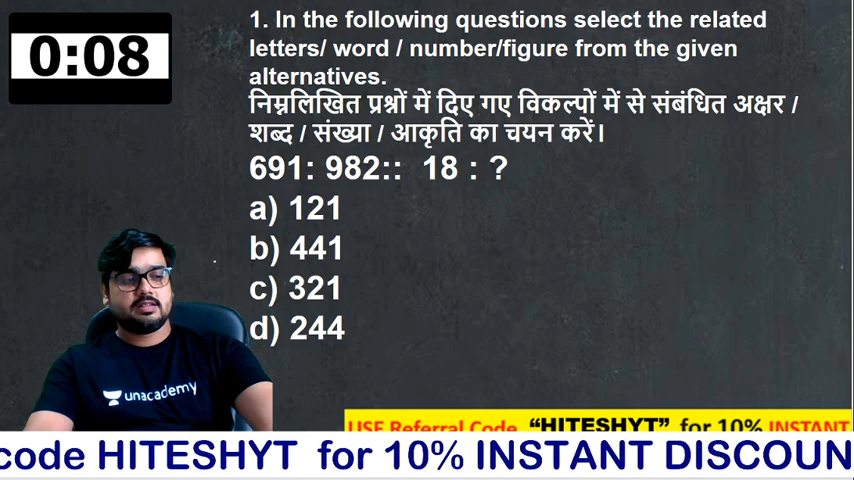 0:08
1. In the following questions select the related
letters/ word / number/figure from the given
alternatives.
निम्नलिखित प्रश्नों में दिए गए विकल्पों में से संबंधित अक्षर /
शब्द / संख्या / आकृति का चयन करें।
691: 982:: 18 : ?
a) 121
b) 441
c) 321
d) 244
unacademy
USE Referral Code "HITESHYT" for 10% INSTANT
code HITESHYT for 10% INSTANT DISCOUN